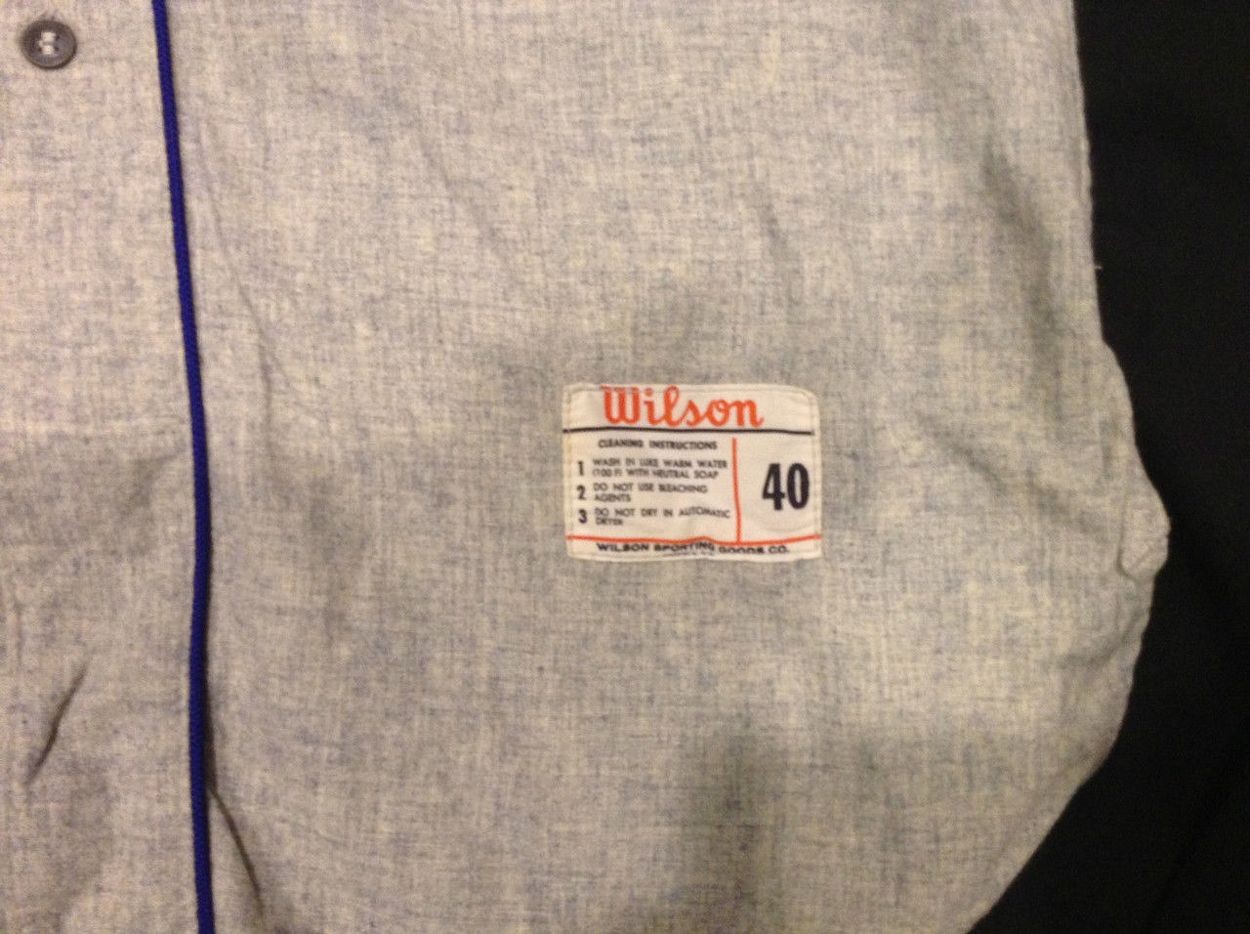 Wilson
CLEANING INSTRUCTIONS
1 WASH IN LUKE WARM WATER
(100 F) WITH NEUTRAL SOAP
2 DO NOT USE BLEACHING
AGENTS
3 DO NOT DRY IN AUTOMATIC
DRYER
40
WILSON SPORTING GOODS CO.